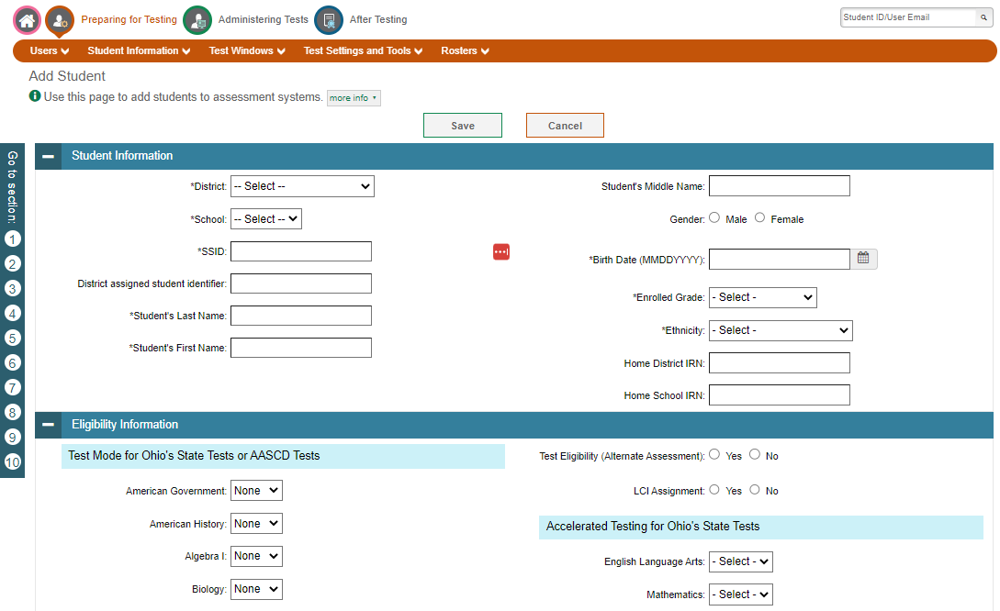 Preparing for Testing Administering Tests After Testing Student ID/User Email
Users Student Information Test Windows Test Settings and Tools Rosters
Add Student
Use this page to add students to assessment systems. more info
Save Cancel
Go to section:
1
2
3
4
5
6
7
8
9
10
Student Information
*District: -- Select --
*School: -- Select --
*SSID:
District assigned student identifier:
*Student's Last Name:
*Student's First Name:
Student's Middle Name:
Gender: Male Female
*Birth Date (MMDDYYYY):
*Enrolled Grade: - Select -
*Ethnicity: - Select -
Home District IRN:
Home School IRN:
Eligibility Information
Test Mode for Ohio's State Tests or AASCD Tests
American Government: None
American History: None
Algebra I: None
Biology: None
Test Eligibility (Alternate Assessment): Yes No
LCI Assignment: Yes No
Accelerated Testing for Ohio's State Tests
English Language Arts: - Select -
Mathematics: - Select -